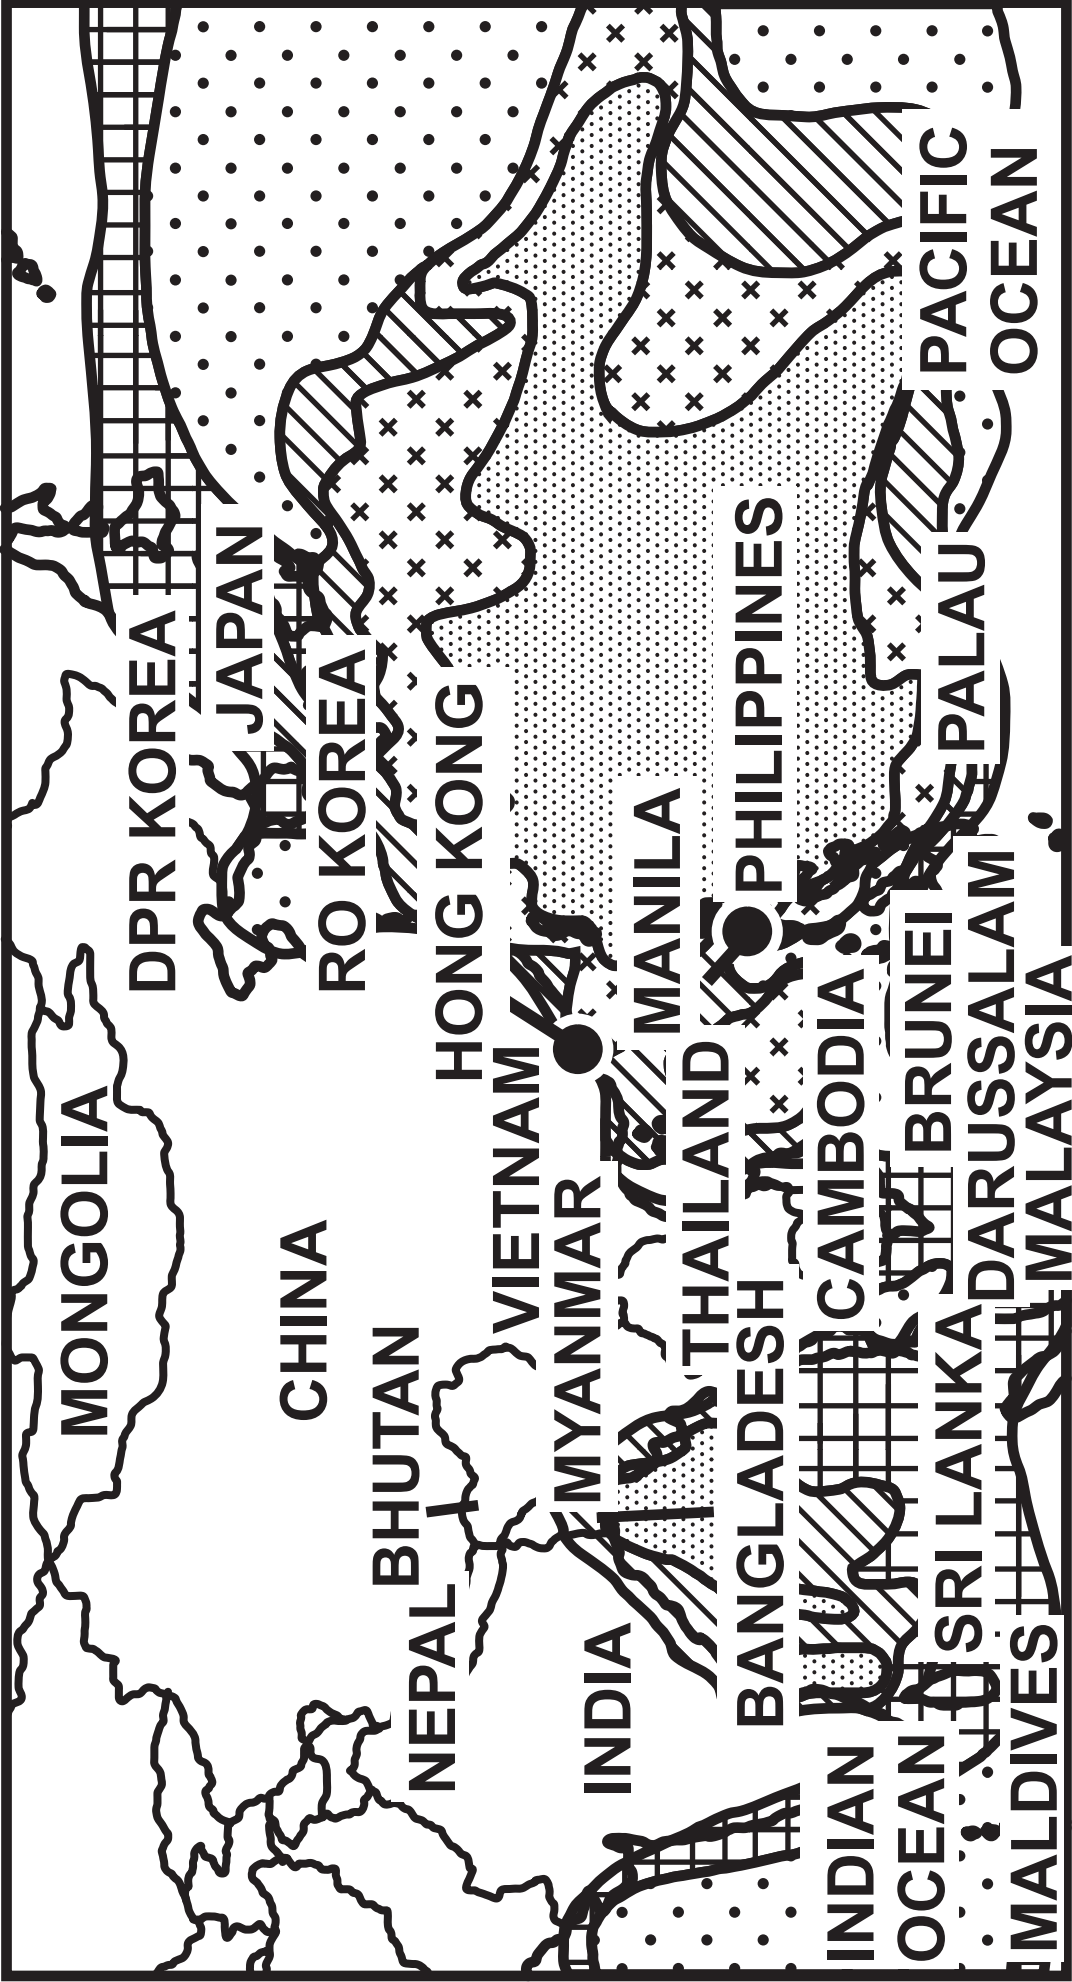 MONGOLIA
DPR KOREA
JAPAN
CHINA
RO KOREA
BHUTAN
NEPAL
HONG KONG
VIETNAM
MYANMAR
INDIA
MANILA
THAILAND
BANGLADESH
PHILIPPINES
CAMBODIA
INDIAN
OCEAN
BRUNEI
DARUSSALAM
PACIFIC
OCEAN
PALAU
SRI LANKA
MALDIVES
MALAYSIA